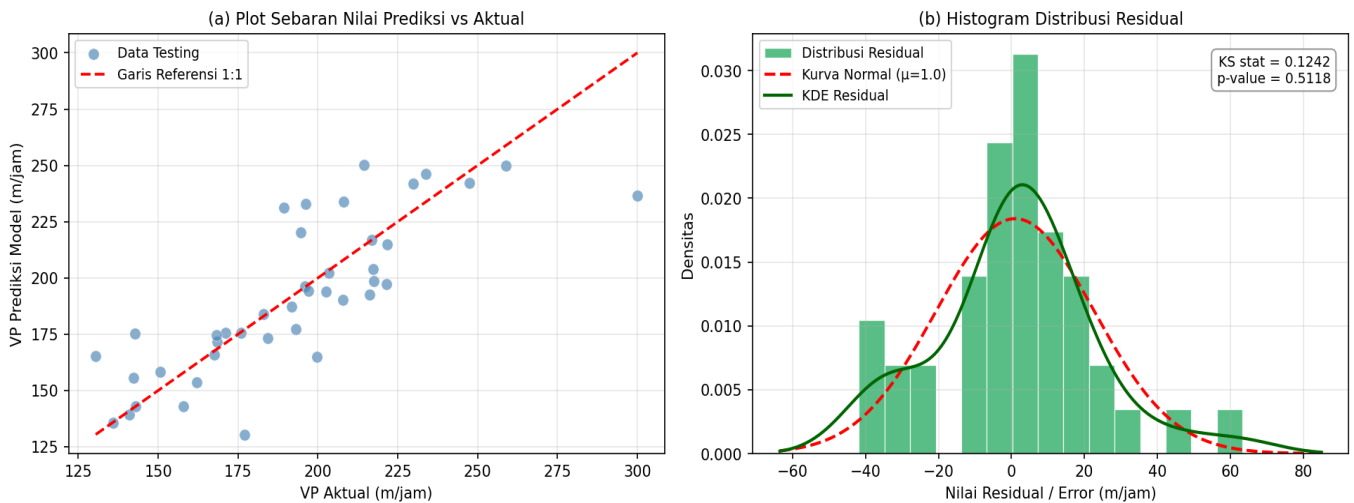 (a) Plot Sebaran Nilai Prediksi vs Aktual
300
275
250
225
200
175
150
125
VP Prediksi Model (m/jam)
Data Testing
Garis Referensi 1:1
125
150
175
200
225
250
275
300
VP Aktual (m/jam)
(b) Histogram Distribusi Residual
0.030
0.025
0.020
0.015
0.010
0.005
0.000
Densitas
Distribusi Residual
Kurva Normal (μ=1.0)
KDE Residual
KS stat = 0.1242
p-value = 0.5118
−60
−40
−20
0
20
40
60
80
Nilai Residual / Error (m/jam)